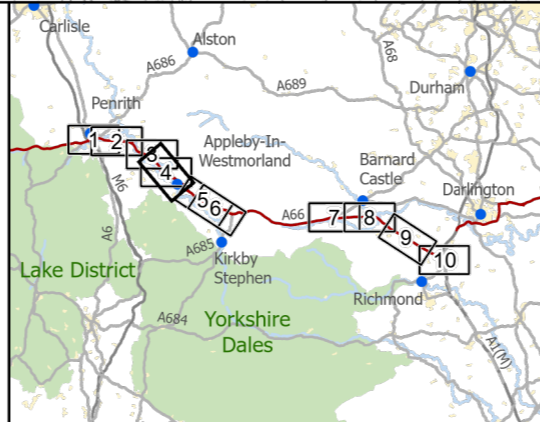 Carlisle
Alston
A68
A686
A689
Durham
Penrith
1
2
3
4
5
6
Appleby-In-
Westmorland
Barnard
Castle
Darlington
M6
A66
7
8
9
10
A6
A685
Kirkby
Stephen
Lake District
Richmond
A684
Yorkshire
Dales
A1(M)